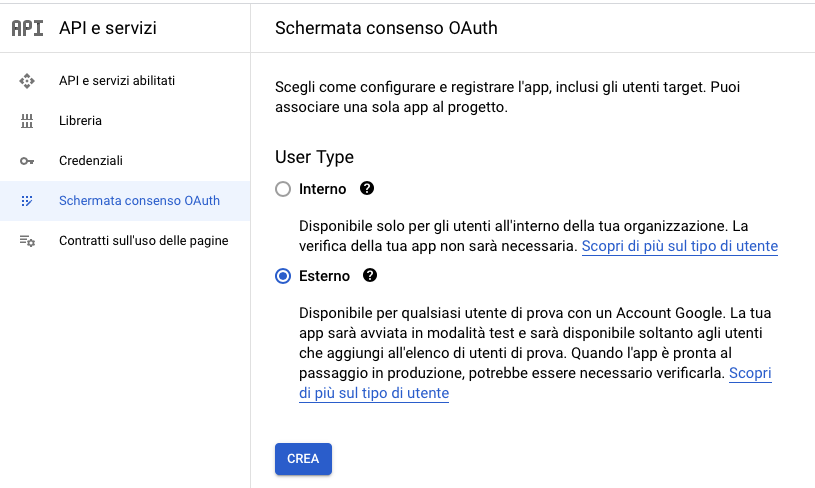 API API e servizi
Schermata consenso OAuth
API e servizi abilitati
Libreria
Credenziali
Schermata consenso OAuth
Contratti sull'uso delle pagine
Scegli come configurare e registrare l'app, inclusi gli utenti target. Puoi
associare una sola app al progetto.
User Type
Interno ?
Disponibile solo per gli utenti all'interno della tua organizzazione. La
verifica della tua app non sarà necessaria. Scopri di più sul tipo di utente
Esterno ?
Disponibile per qualsiasi utente di prova con un Account Google. La tua
app sarà avviata in modalità test e sarà disponibile soltanto agli utenti
che aggiungi all'elenco di utenti di prova. Quando l'app è pronta al
passaggio in produzione, potrebbe essere necessario verificarla. Scopri
di più sul tipo di utente
CREA